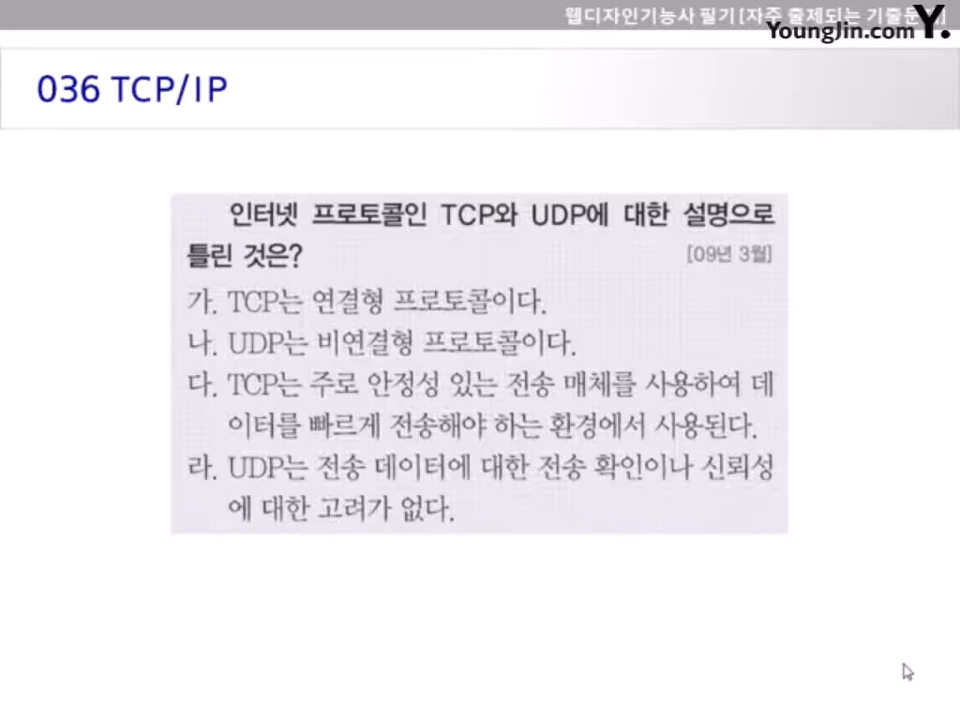 웹디자인기능사 필기[자주 출제되는 기출문제]
YoungJin.com Y.
036 TCP/IP
인터넷 프로토콜인 TCP와 UDP에 대한 설명으로
틀린 것은? [09년 3월]
가. TCP는 연결형 프로토콜이다.
나. UDP는 비연결형 프로토콜이다.
다. TCP는 주로 안정성 있는 전송 매체를 사용하여 데
이터를 빠르게 전송해야 하는 환경에서 사용된다.
라. UDP는 전송 데이터에 대한 전송 확인이나 신뢰성
에 대한 고려가 없다.